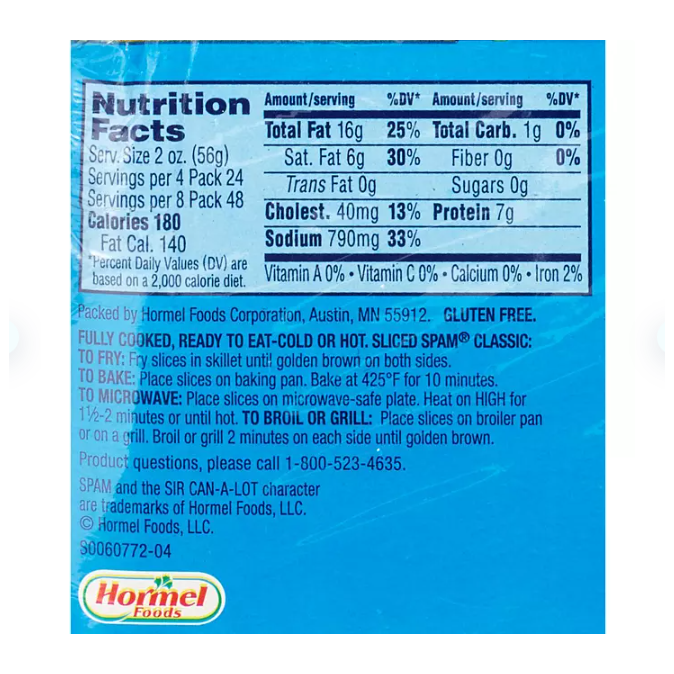 Nutrition
Facts
Serv. Size 2 oz. (56g)
Servings per 4 Pack 24
Servings per 8 Pack 48
Calories 180
Fat Cal. 140
*Percent Daily Values (DV) are
based on a 2,000 calorie diet.
Amount/serving %DV* Amount/serving %DV*
Total Fat 16g 25% Total Carb. 1g 0%
Sat. Fat 6g 30% Fiber 0g 0%
Trans Fat 0g Sugars 0g
Cholest. 40mg 13% Protein 7g
Sodium 790mg 33%
Vitamin A 0% • Vitamin C 0% • Calcium 0% • Iron 2%
Packed by Hormel Foods Corporation, Austin, MN 55912. GLUTEN FREE.
FULLY COOKED, READY TO EAT-COLD OR HOT. SLICED SPAM® CLASSIC:
TO FRY: Fry slices in skillet until golden brown on both sides.
TO BAKE: Place slices on baking pan. Bake at 425°F for 10 minutes.
TO MICROWAVE: Place slices on microwave-safe plate. Heat on HIGH for
1½-2 minutes or until hot. TO BROIL OR GRILL: Place slices on broiler pan
or on a grill. Broil or grill 2 minutes on each side until golden brown.
Product questions, please call 1-800-523-4635.
SPAM and the SIR CAN-A-LOT character
are trademarks of Hormel Foods, LLC.
© Hormel Foods, LLC.
S0060772-04
Hormel
Foods